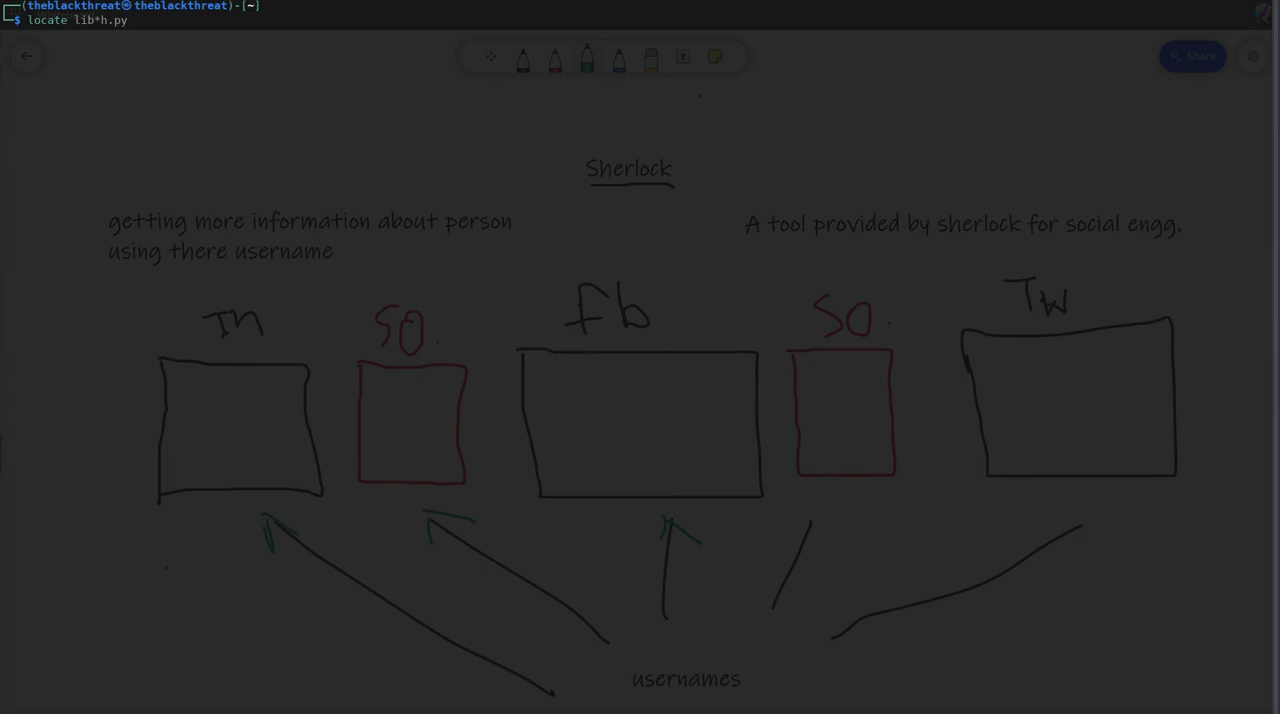 ┌──(theblackthreat㉿theblackthreat)-[~]
└─$ locate lib*h.py
T
Share
Sherlock
getting more information about person
using there username
A tool provided by sherlock for social engg.
In
SO.
Fb
SO.
Tw
usernames